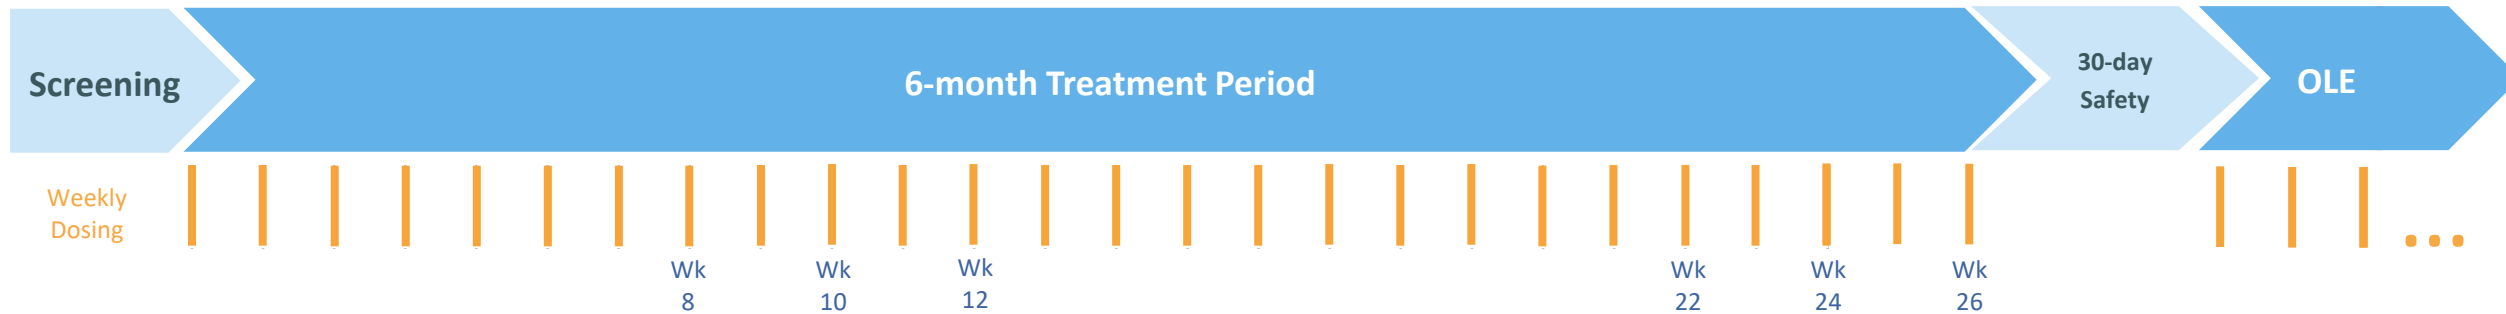 Screening
6-month Treatment Period
30-day
Safety
OLE
Weekly
Dosing
Wk
8
Wk
10
Wk
12
Wk
22
Wk
24
Wk
26
...